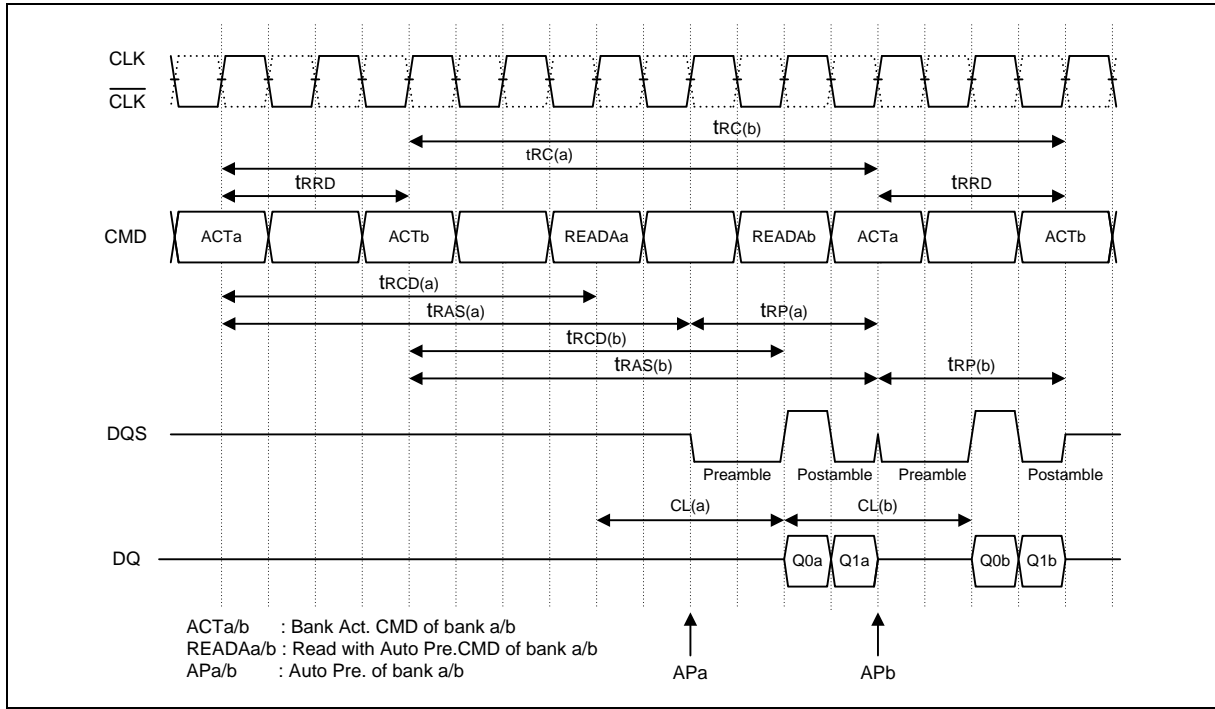 CLK
CLK
tRC(b)
tRC(a)
tRRD tRRD
CMD ACTa ACTb READAa READAb ACTa ACTb
tRCD(a)
tRAS(a) tRP(a)
tRCD(b)
tRAS(b) tRP(b)
DQS
Preamble Postamble Preamble Postamble
CL(a) CL(b)
DQ Q0a Q1a Q0b Q1b
ACTa/b : Bank Act. CMD of bank a/b
READAa/b : Read with Auto Pre.CMD of bank a/b
APa/b : Auto Pre. of bank a/b
APa APb